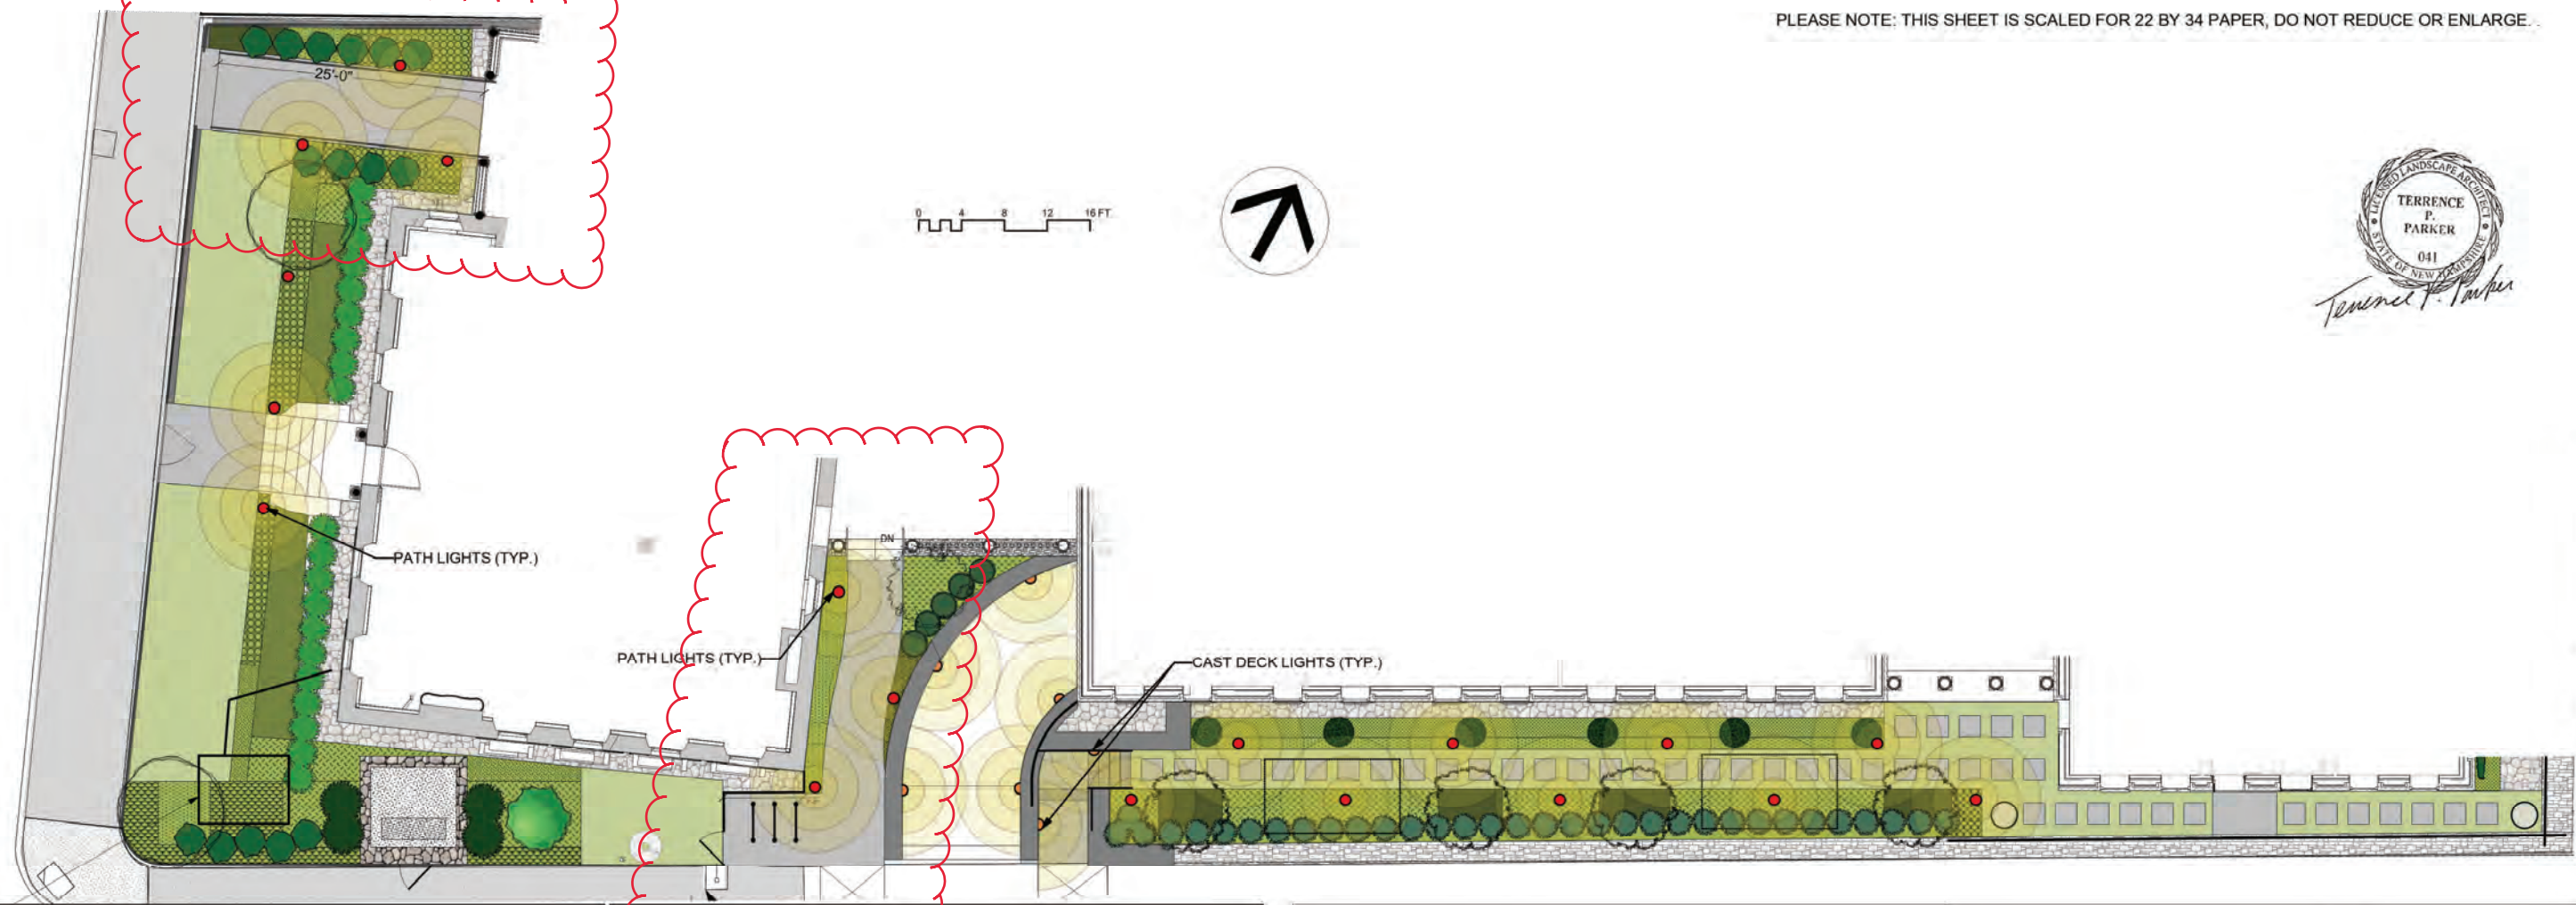 PLEASE NOTE: THIS SHEET IS SCALED FOR 22 BY 34 PAPER, DO NOT REDUCE OR ENLARGE.
25'-0"
0 4 8 12 16 FT.
LICENSED LANDSCAPE ARCHITECT
TERRENCE
P.
PARKER
041
STATE OF NEW HAMPSHIRE
Terrence P. Parker
DN
PATH LIGHTS (TYP.)
PATH LIGHTS (TYP.)
CAST DECK LIGHTS (TYP.)